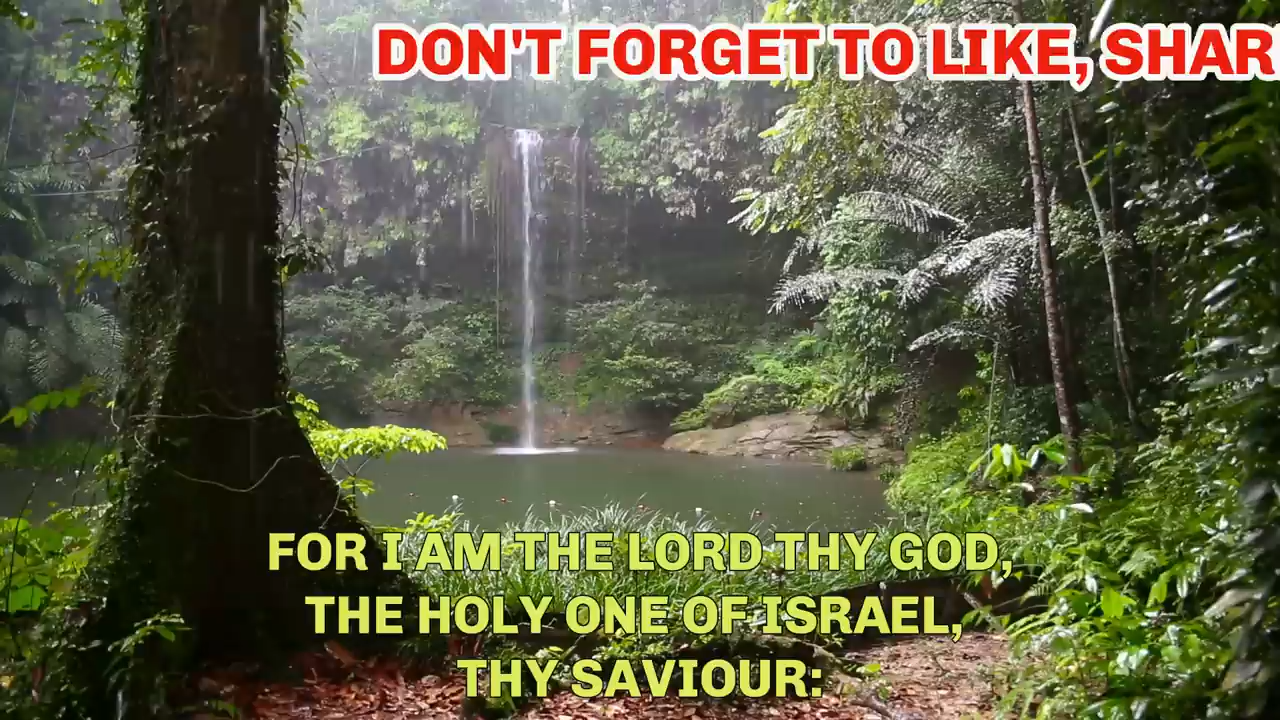 DON'T FORGET TO LIKE, SHAR
FOR I AM THE LORD THY GOD,
THE HOLY ONE OF ISRAEL,
THY SAVIOUR: